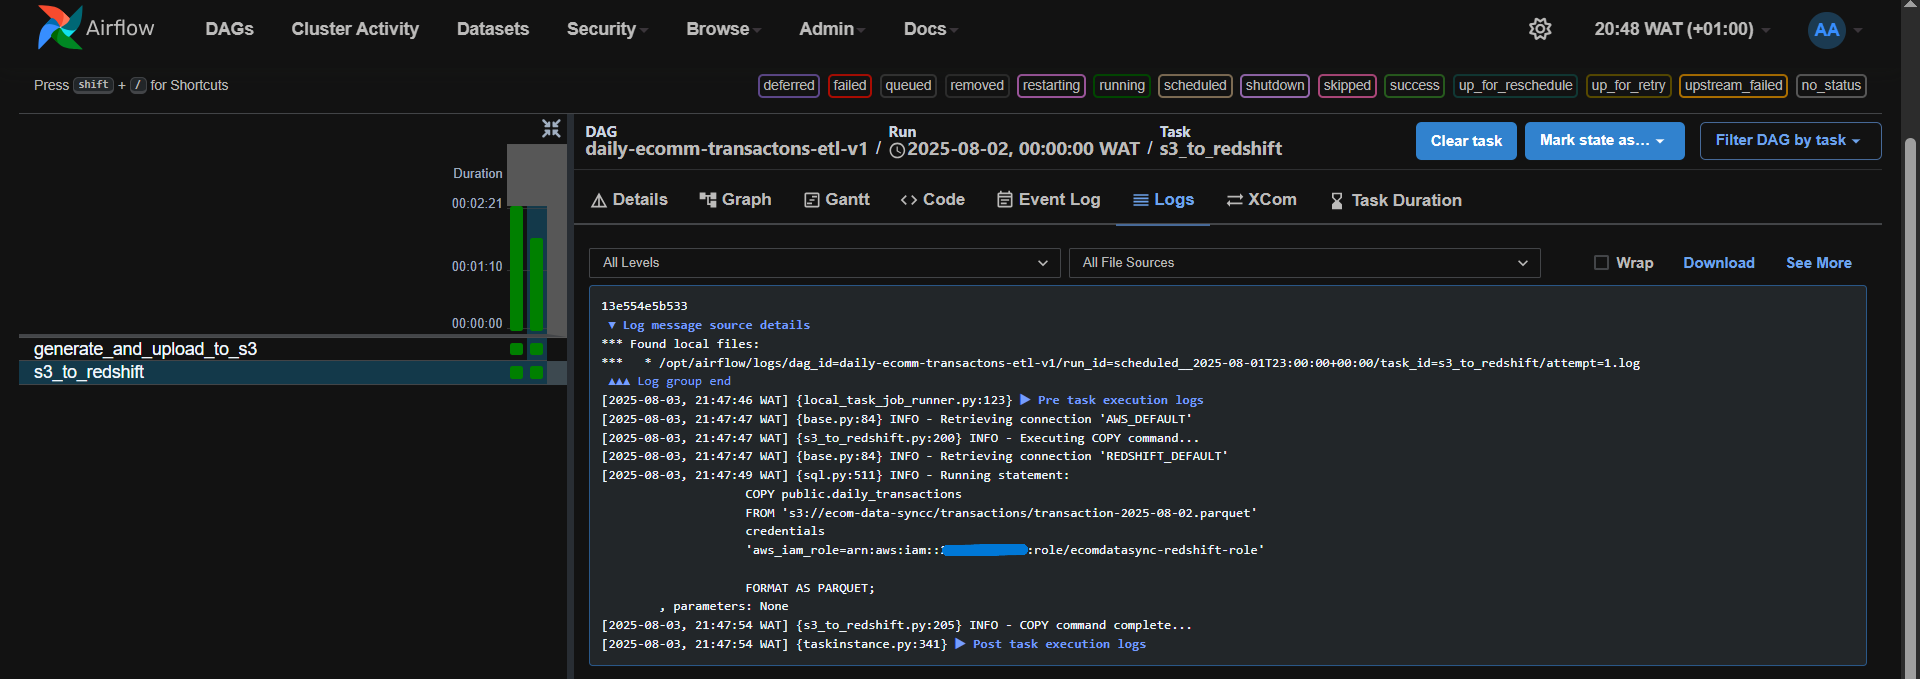 Airflow DAGs Cluster Activity Datasets Security Browse Admin Docs 20:48 WAT (+01:00) AA
Press shift + / for Shortcuts
deferred failed queued removed restarting running scheduled shutdown skipped success up_for_reschedule up_for_retry upstream_failed no_status
Duration
00:02:21
00:01:10
00:00:00
generate_and_upload_to_s3
s3_to_redshift
DAG Run Task
daily-ecomm-transactons-etl-v1 / 2025-08-02, 00:00:00 WAT / s3_to_redshift
Clear task Mark state as... Filter DAG by task
Details Graph Gantt Code Event Log Logs XCom Task Duration
All Levels All File Sources Wrap Download See More
13e554e5b533
▼ Log message source details
*** Found local files:
***   * /opt/airflow/logs/dag_id=daily-ecomm-transactons-etl-v1/run_id=scheduled__2025-08-01T23:00:00+00:00/task_id=s3_to_redshift/attempt=1.log
▲▲▲ Log group end
[2025-08-03, 21:47:46 WAT] {local_task_job_runner.py:123} ▶ Pre task execution logs
[2025-08-03, 21:47:47 WAT] {base.py:84} INFO - Retrieving connection 'AWS_DEFAULT'
[2025-08-03, 21:47:47 WAT] {s3_to_redshift.py:200} INFO - Executing COPY command...
[2025-08-03, 21:47:47 WAT] {base.py:84} INFO - Retrieving connection 'REDSHIFT_DEFAULT'
[2025-08-03, 21:47:49 WAT] {sql.py:511} INFO - Running statement:
COPY public.daily_transactions
FROM 's3://ecom-data-syncc/transactions/transaction-2025-08-02.parquet'
credentials
'aws_iam_role=arn:aws:iam:: :role/ecomdatasync-redshift-role'
FORMAT AS PARQUET;
, parameters: None
[2025-08-03, 21:47:54 WAT] {s3_to_redshift.py:205} INFO - COPY command complete...
[2025-08-03, 21:47:54 WAT] {taskinstance.py:341} ▶ Post task execution logs